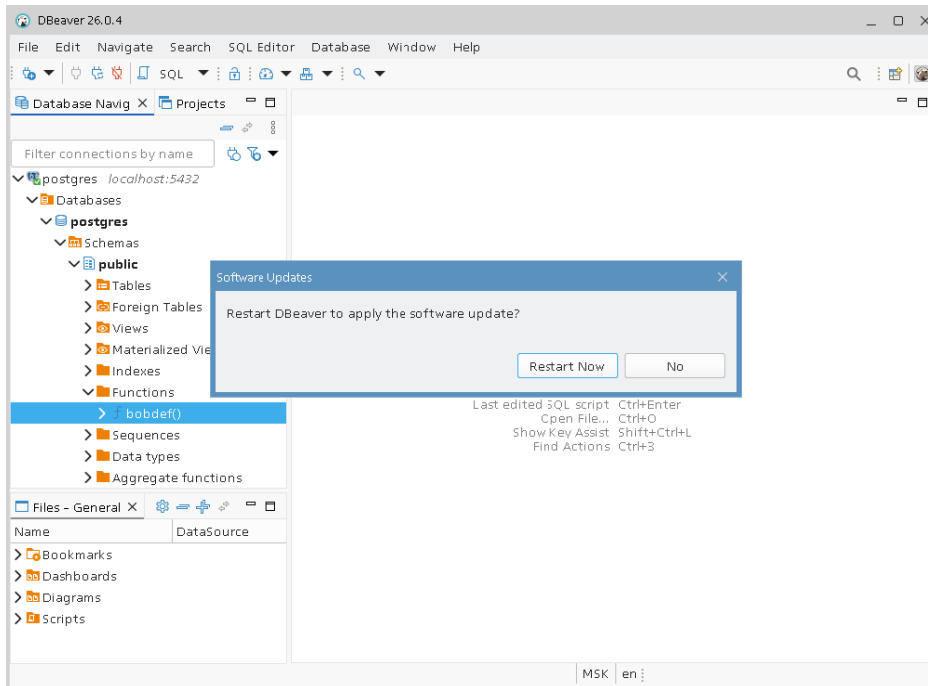 DBeaver 26.0.4
File Edit Navigate Search SQL Editor Database Window Help
SQL
Database Navig Projects
Filter connections by name
postgres localhost:5432
Databases
postgres
Schemas
public
Tables
Foreign Tables
Views
Materialized Vie
Indexes
Functions
bobdef()
Sequences
Data types
Aggregate functions
Software Updates
Restart DBeaver to apply the software update?
Restart Now No
Last edited SQL script Ctrl+Enter
Open File... Ctrl+O
Show Key Assist Shift+Ctrl+L
Find Actions Ctrl+3
Files - General
Name DataSource
Bookmarks
Dashboards
Diagrams
Scripts
MSK en